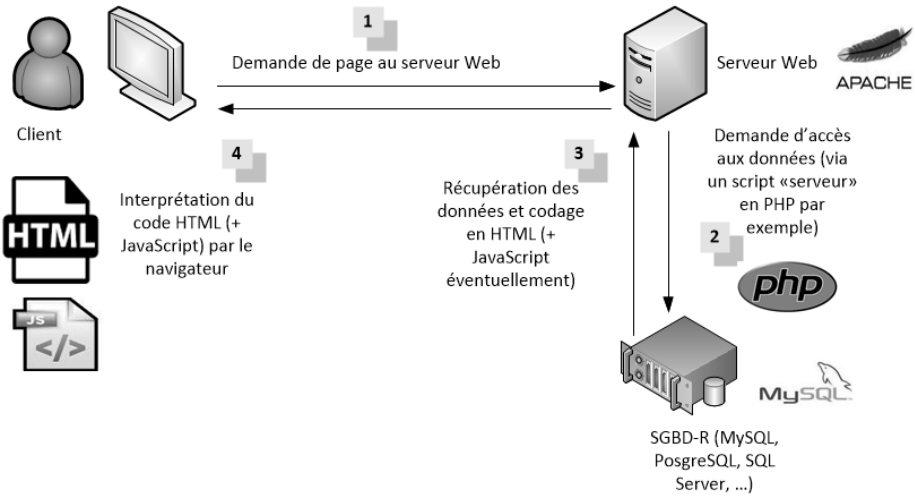 1
Demande de page au serveur Web
Client
Serveur Web
APACHE
4
Interprétation du
code HTML (+
JavaScript) par le
navigateur
HTML
JS
</>
3
Récupération des
données et codage
en HTML (+
JavaScript
éventuellement)
Demande d’accès
aux données (via
un script «serveur»
en PHP par
exemple)
2
php
MySQL
SGBD-R (MySQL,
PosgreSQL, SQL
Server, ...)